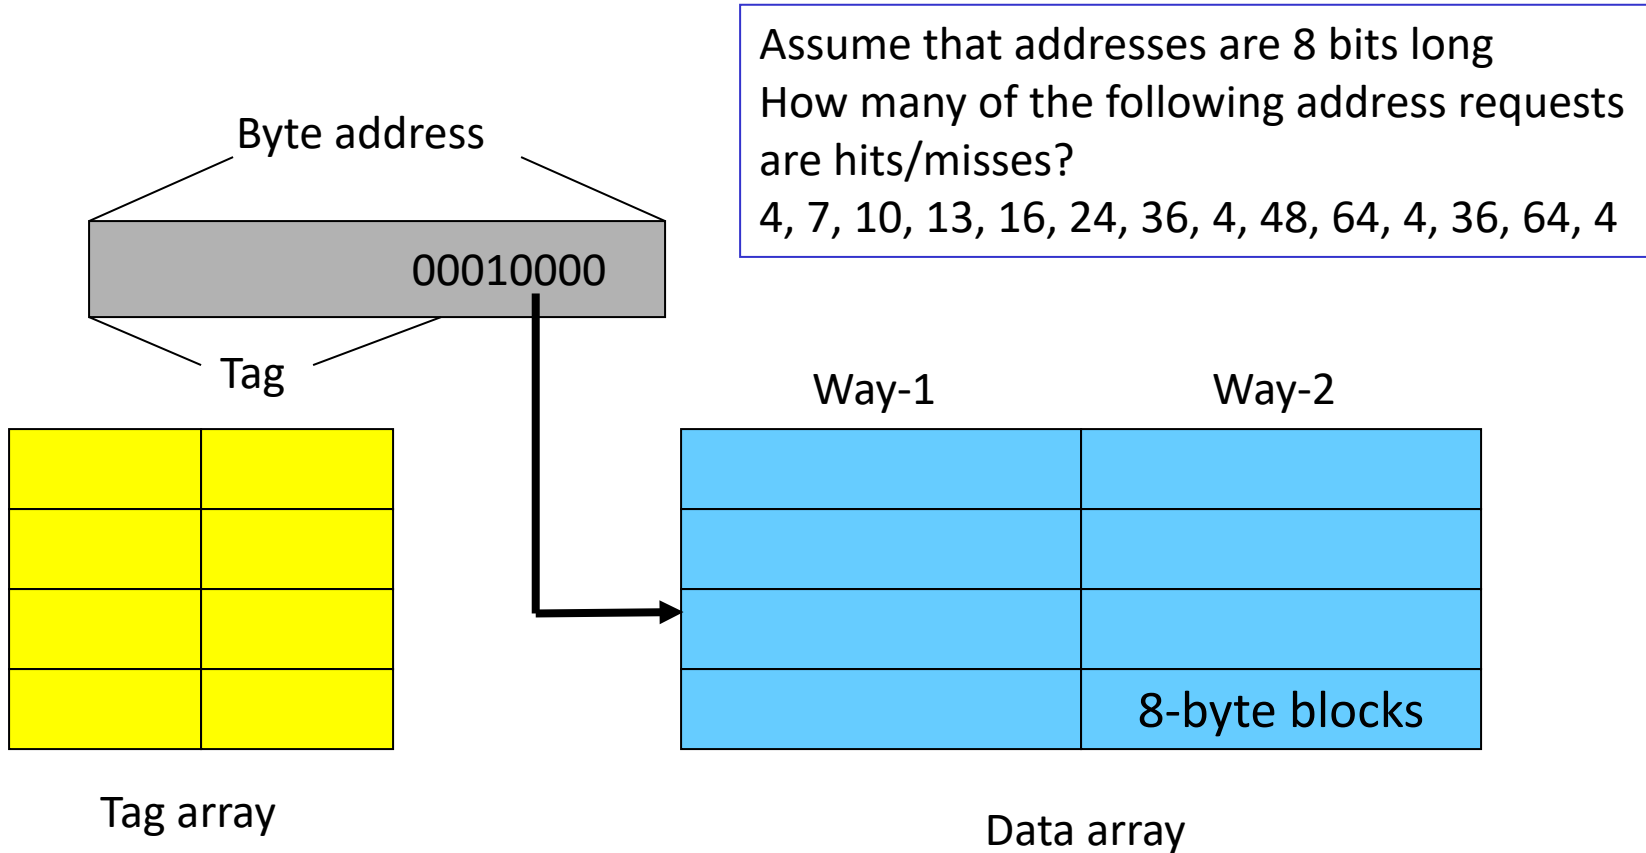 Assume that addresses are 8 bits long
How many of the following address requests
are hits/misses?
4, 7, 10, 13, 16, 24, 36, 4, 48, 64, 4, 36, 64, 4
Byte address
00010000
Tag
Way-1
Way-2
8-byte blocks
Tag array
Data array